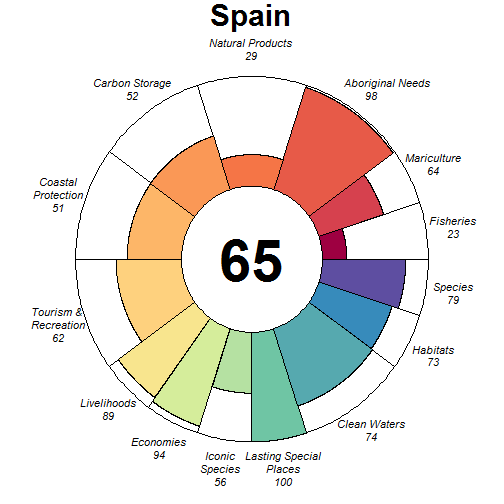 Spain
Natural Products
29
Carbon Storage
52
Aboriginal Needs
98
Mariculture
64
Coastal
Protection
51
Fisheries
23
65
Species
79
Tourism &
Recreation
62
Habitats
73
Livelihoods
89
Clean Waters
74
Economies
94
Iconic
Species
56
Lasting Special
Places
100